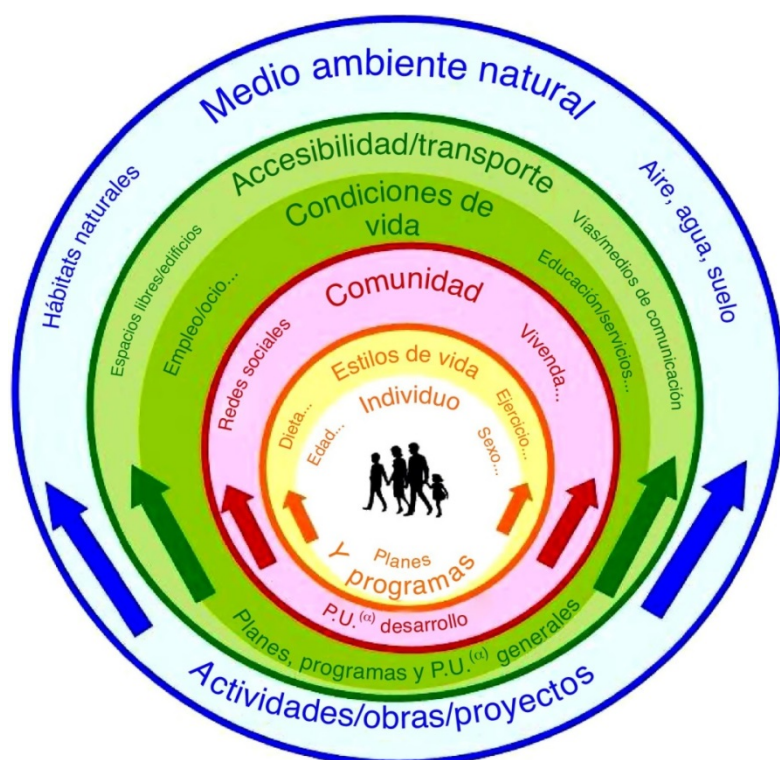 Medio ambiente natural
Hábitats naturales
Aire, agua, suelo
Accesibilidad/transporte
Espacios libres/edificios
Vías/medios de comunicación
Condiciones de
vida
Empleo/ocio...
Educación/servicios...
Comunidad
Redes sociales
Vivenda...
Estilos de vida
Dieta...
Ejercicio...
Individuo
Edad...
Sexo...
Planes
Y programas
P.U.(α) desarrollo
Planes, programas y P.U.(α) generales
Actividades/obras/proyectos